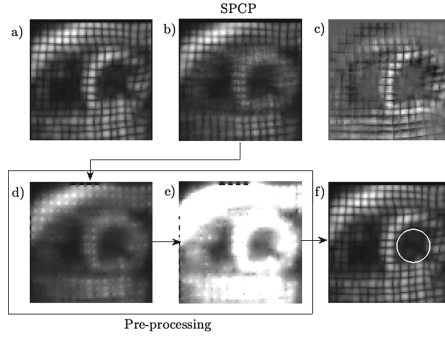 SPCP
a)
b)
c)
d)
e)
f)
Pre-processing